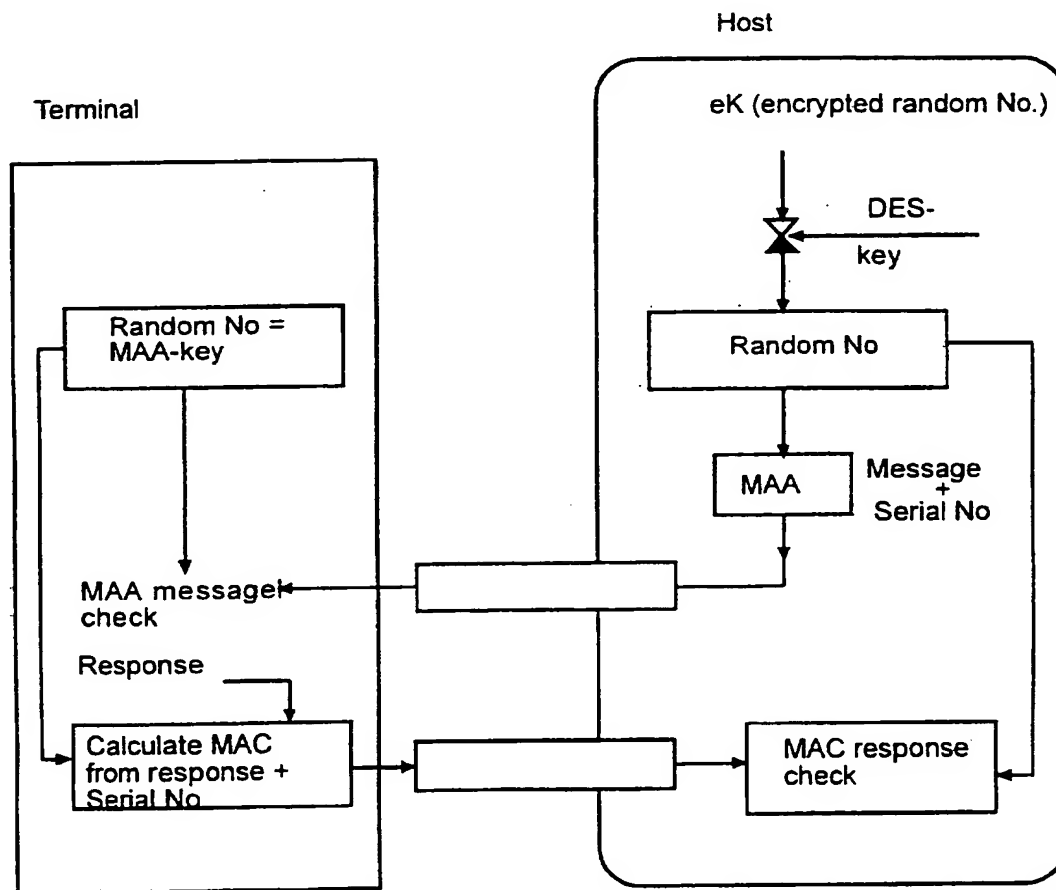 Host
Terminal
eK (encrypted random No.)
DES-
key
Random No =
MAA-key
Random No
MAA
Message
+
Serial No
MAA message
check
Response
Calculate MAC
from response +
Serial No
MAC response
check